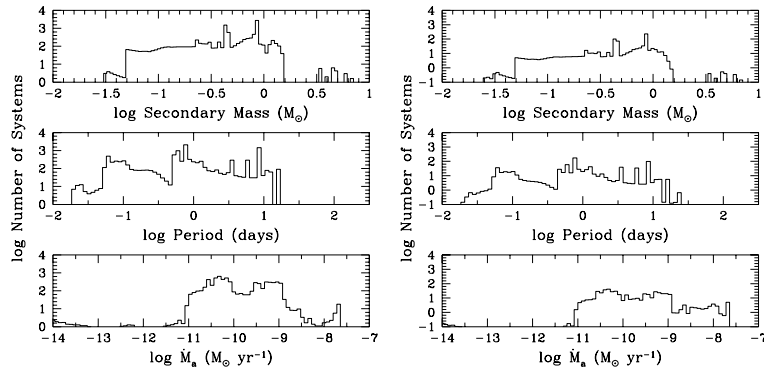 4
3
2
1
0
-2 -1.5 -1 -0.5 0 0.5 1
log Secondary Mass (M⊙)
4
3
2
1
0
-2 -1 0 1 2
log Period (days)
4
3
2
1
0
-14 -13 -12 -11 -10 -9 -8 -7
log Ṁa (M⊙ yr⁻¹)
log Number of Systems
4
3
2
1
0
-1
-2 -1.5 -1 -0.5 0 0.5 1
log Secondary Mass (M⊙)
4
3
2
1
0
-1
-2 -1 0 1 2
log Period (days)
4
3
2
1
0
-1
-14 -13 -12 -11 -10 -9 -8 -7
log Ṁa (M⊙ yr⁻¹)
log Number of Systems